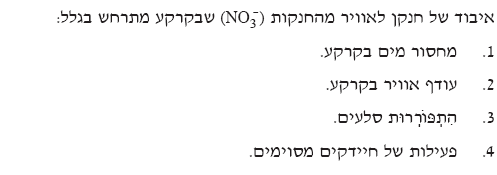 איבוד של חנקן לאוויר מהחנקות (NO₃⁻) שבקרקע מתרחש בגלל:
1. מחסור מים בקרקע.
2. עודף אוויר בקרקע.
3. הִתְפּוֹרְרוּת סלעים.
4. פעילות של חיידקים מסוימים.